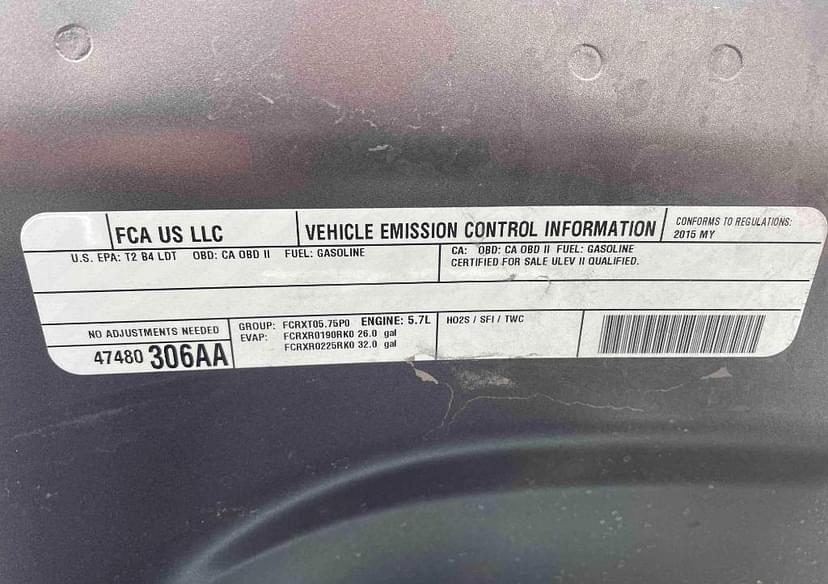 FCA US LLC
VEHICLE EMISSION CONTROL INFORMATION
CONFORMS TO REGULATIONS:
2015 MY
U.S. EPA: T2 B4 LDT OBD: CA OBD II FUEL: GASOLINE
CA: OBD: CA OBD II FUEL: GASOLINE
CERTIFIED FOR SALE ULEV II QUALIFIED.
NO ADJUSTMENTS NEEDED
47480 306AA
GROUP: FCRXT05.75P0 ENGINE: 5.7L
EVAP: FCRXR0190RK0 26.0 gal
FCRXR0225RK0 32.0 gal
HO2S / SFI / TWC